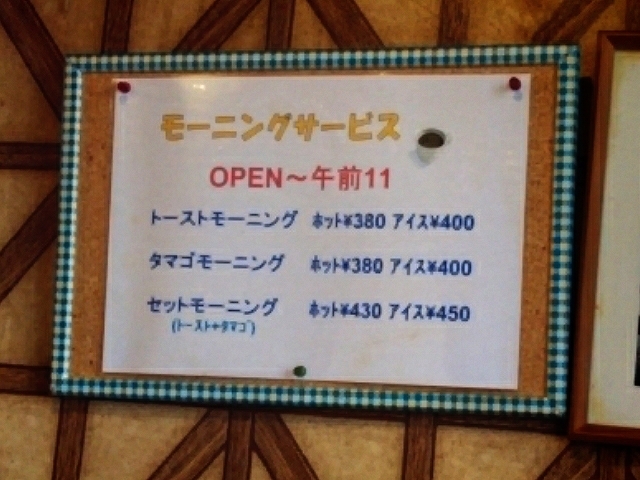 モーニングサービス
OPEN～午前11
トーストモーニング ﾎｯﾄ¥380 ｱｲｽ¥400
タマゴモーニング ﾎｯﾄ¥380 ｱｲｽ¥400
セットモーニング ﾎｯﾄ¥430 ｱｲｽ¥450
(ﾄｰｽﾄ+ﾀﾏｺﾞ)